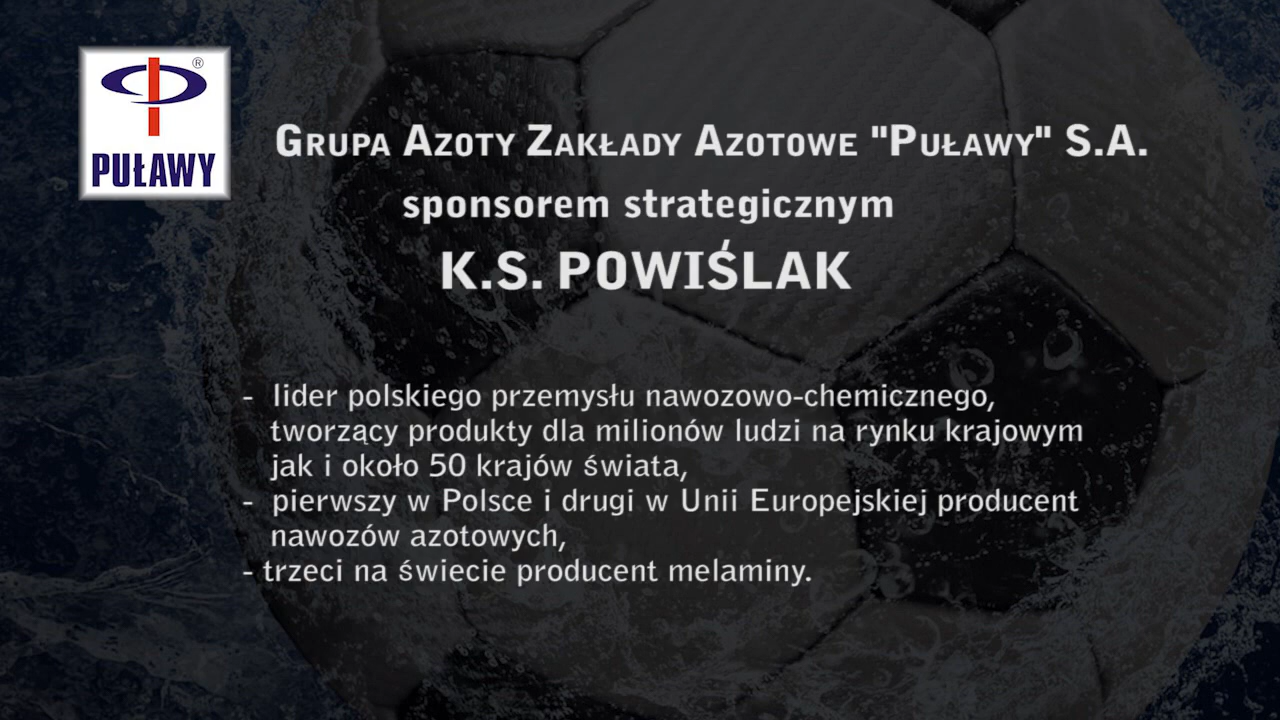 ®
PUŁAWY
GRUPA AZOTY ZAKŁADY AZOTOWE "PUŁAWY" S.A.
sponsorem strategicznym
K.S. POWIŚLAK
- lider polskiego przemysłu nawozowo-chemicznego,
tworzący produkty dla milionów ludzi na rynku krajowym
jak i około 50 krajów świata,
- pierwszy w Polsce i drugi w Unii Europejskiej producent
nawozów azotowych,
- trzeci na świecie producent melaminy.